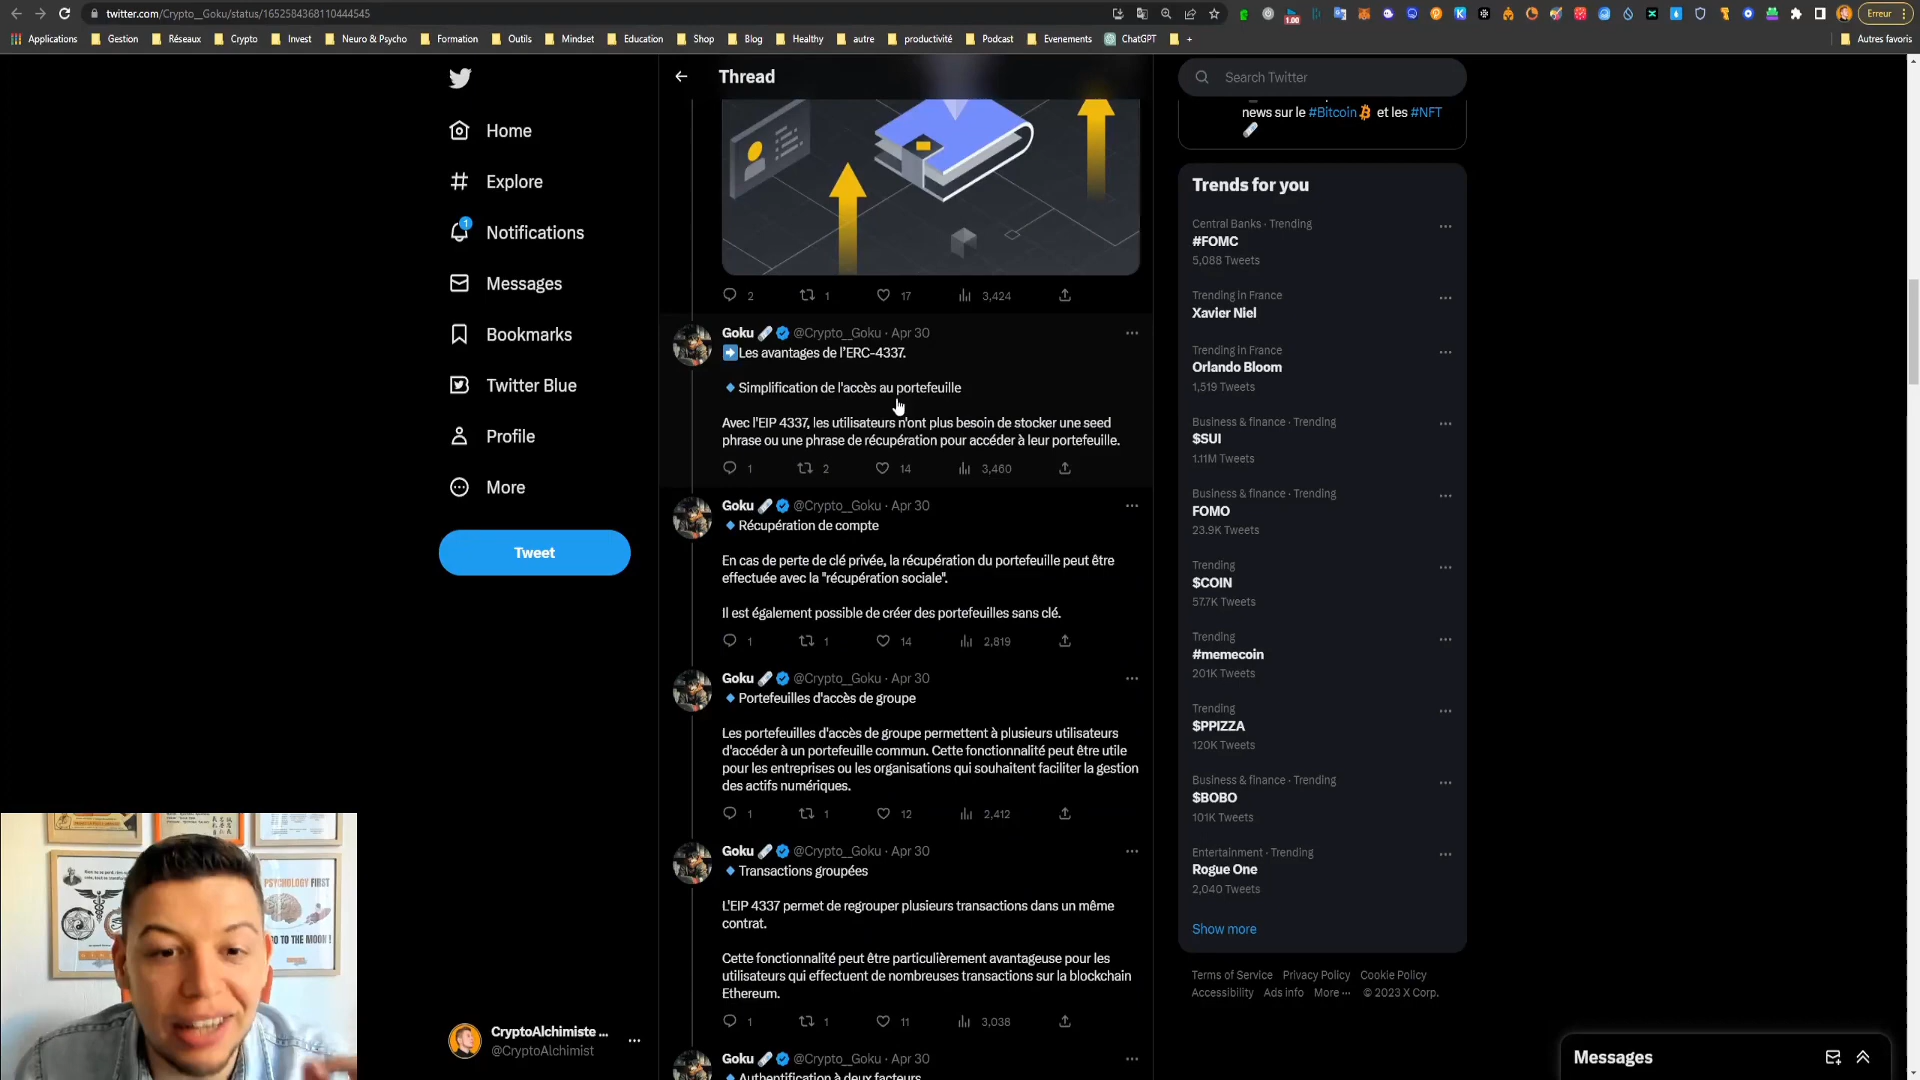 twitter.com/Crypto__Goku/status/1652584368110444545
1.00
Erreur
Applications
Gestion
Réseaux
Crypto
Invest
Neuro & Psycho
Formation
Outils
Mindset
Education
Shop
Blog
Healthy
autre
productivité
Podcast
Evenements
ChatGPT
+
Autres favoris
Home
Explore
1
Notifications
Messages
Bookmarks
Twitter Blue
Profile
More
Tweet
CryptoAlchimiste ...
@CryptoAlchimist
Thread
2 1 17 3,424
Goku @Crypto__Goku · Apr 30
Les avantages de l'ERC-4337.
Simplification de l'accès au portefeuille
Avec l'EIP 4337, les utilisateurs n'ont plus besoin de stocker une seed
phrase ou une phrase de récupération pour accéder à leur portefeuille.
1 2 14 3,460
Goku @Crypto__Goku · Apr 30
Récupération de compte
En cas de perte de clé privée, la récupération du portefeuille peut être
effectuée avec la "récupération sociale".
Il est également possible de créer des portefeuilles sans clé.
1 1 14 2,819
Goku @Crypto__Goku · Apr 30
Portefeuilles d'accès de groupe
Les portefeuilles d'accès de groupe permettent à plusieurs utilisateurs
d'accéder à un portefeuille commun. Cette fonctionnalité peut être utile
pour les entreprises ou les organisations qui souhaitent faciliter la gestion
des actifs numériques.
1 1 12 2,412
Goku @Crypto__Goku · Apr 30
Transactions groupées
L'EIP 4337 permet de regrouper plusieurs transactions dans un même
contrat.
Cette fonctionnalité peut être particulièrement avantageuse pour les
utilisateurs qui effectuent de nombreuses transactions sur la blockchain
Ethereum.
1 1 11 3,038
Goku @Crypto__Goku · Apr 30
Authentification à deux facteurs
Search Twitter
news sur le #Bitcoin et les #NFT
Trends for you
Central Banks · Trending
#FOMC
5,088 Tweets
Trending in France
Xavier Niel
Trending in France
Orlando Bloom
1,519 Tweets
Business & finance · Trending
$SUI
1.11M Tweets
Business & finance · Trending
FOMO
23.9K Tweets
Trending
$COIN
57.7K Tweets
Trending
#memecoin
201K Tweets
Trending
$PPIZZA
120K Tweets
Business & finance · Trending
$BOBO
101K Tweets
Entertainment · Trending
Rogue One
2,040 Tweets
Show more
Terms of Service Privacy Policy Cookie Policy
Accessibility Ads info More ··· © 2023 X Corp.
Messages
PSYCHOLOGY FIRST
O TO THE MOON !